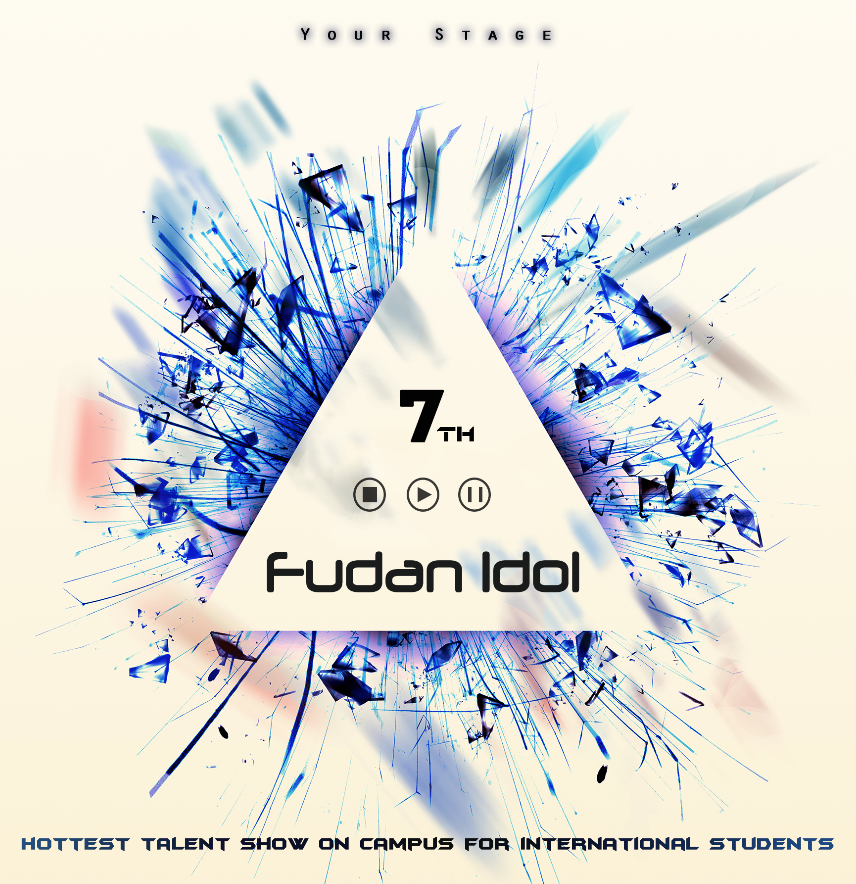 Your Stage
7TH
Fudan Idol
HOTTEST TALENT SHOW ON CAMPUS FOR INTERNATIONAL STUDENTS